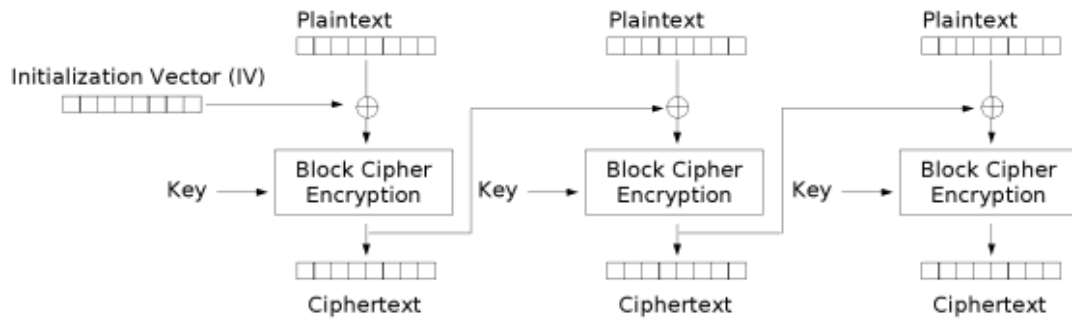 Plaintext
Plaintext
Plaintext
Initialization Vector (IV)
Key
Block Cipher
Encryption
Key
Block Cipher
Encryption
Key
Block Cipher
Encryption
Ciphertext
Ciphertext
Ciphertext